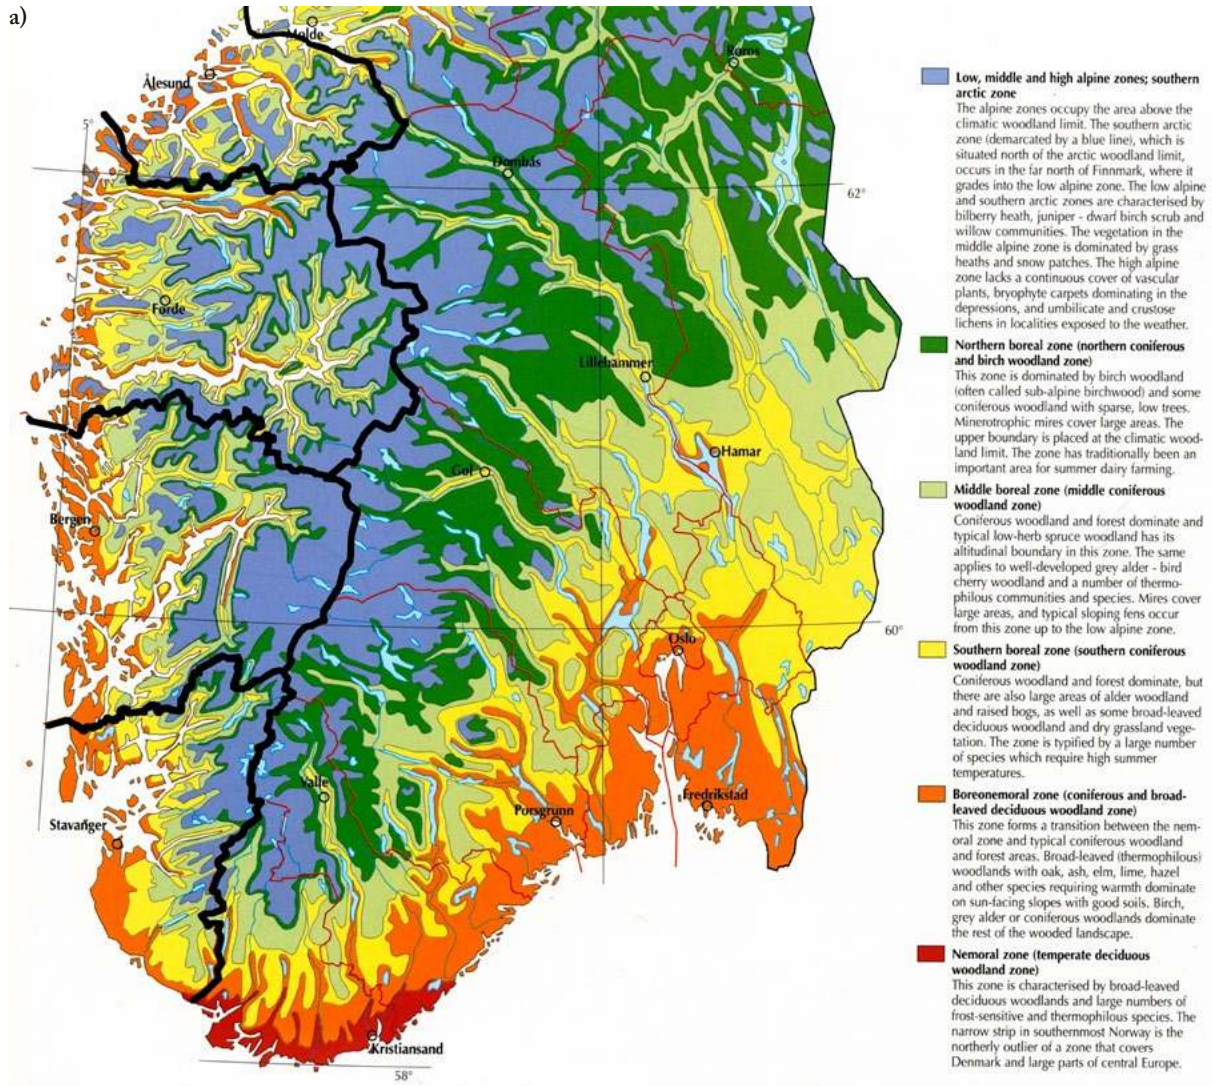 a)
Molde
Røros
Ålesund
5°
Dombås
62°
Førde
Lillehammer
Hamar
Gol
Bergen
60°
Oslo
Valle
Porsgrunn
Fredrikstad
Stavanger
Kristiansand
58°
Low, middle and high alpine zones; southern
arctic zone
The alpine zones occupy the area above the
climatic woodland limit. The southern arctic
zone (demarcated by a blue line), which is
situated north of the arctic woodland limit,
occurs in the far north of Finnmark, where it
grades into the low alpine zone. The low alpine
and southern arctic zones are characterised by
bilberry heath, juniper - dwarf birch scrub and
willow communities. The vegetation in the
middle alpine zone is dominated by grass
heaths and snow patches. The high alpine
zone lacks a continuous cover of vascular
plants, bryophyte carpets dominating in the
depressions, and umbilicate and crustose
lichens in localities exposed to the weather.
Northern boreal zone (northern coniferous
and birch woodland zone)
This zone is dominated by birch woodland
(often called sub-alpine birchwood) and some
coniferous woodland with sparse, low trees.
Minerotrophic mires cover large areas. The
upper boundary is placed at the climatic wood-
land limit. The zone has traditionally been an
important area for summer dairy farming.
Middle boreal zone (middle coniferous
woodland zone)
Coniferous woodland and forest dominate and
typical low-herb spruce woodland has its
altitudinal boundary in this zone. The same
applies to well-developed grey alder - bird
cherry woodland and a number of thermo-
philous communities and species. Mires cover
large areas, and typical sloping fens occur
from this zone up to the low alpine zone.
Southern boreal zone (southern coniferous
woodland zone)
Coniferous woodland and forest dominate, but
there are also large areas of alder woodland
and raised bogs, as well as some broad-leaved
deciduous woodland and dry grassland vege-
tation. The zone is typified by a large number
of species which require high summer
temperatures.
Boreonemoral zone (coniferous and broad-
leaved deciduous woodland zone)
This zone forms a transition between the nem-
oral zone and typical coniferous woodland
and forest areas. Broad-leaved (thermophilous)
woodlands with oak, ash, elm, lime, hazel
and other species requiring warmth dominate
on sun-facing slopes with good soils. Birch,
grey alder or coniferous woodlands dominate
the rest of the wooded landscape.
Nemoral zone (temperate deciduous
woodland zone)
This zone is characterised by broad-leaved
deciduous woodlands and large numbers of
frost-sensitive and thermophilous species. The
narrow strip in southernmost Norway is the
northerly outlier of a zone that covers
Denmark and large parts of central Europe.